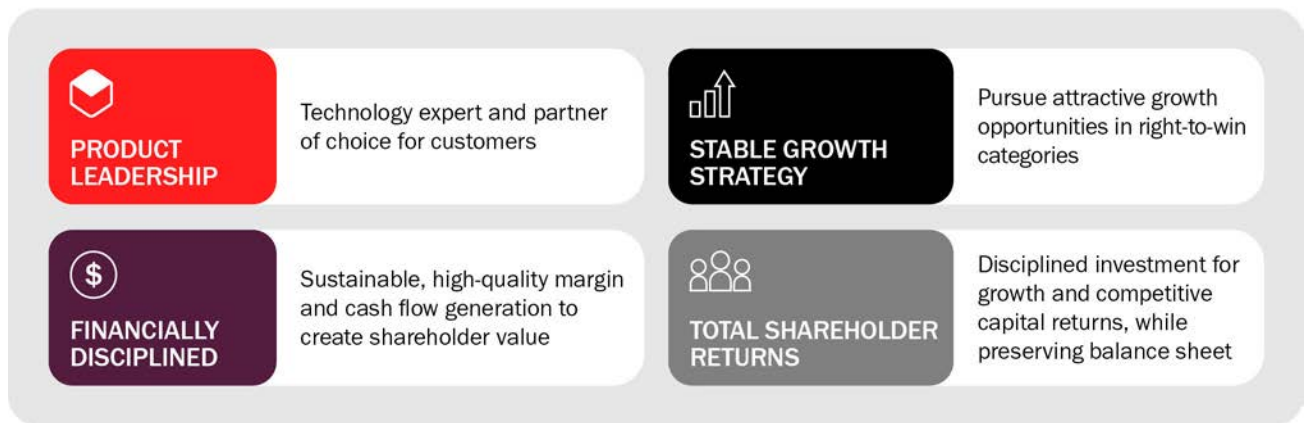 PRODUCT
LEADERSHIP
Technology expert and partner
of choice for customers
STABLE GROWTH
STRATEGY
Pursue attractive growth
opportunities in right-to-win
categories
$
FINANCIALLY
DISCIPLINED
Sustainable, high-quality margin
and cash flow generation to
create shareholder value
TOTAL SHAREHOLDER
RETURNS
Disciplined investment for
growth and competitive
capital returns, while
preserving balance sheet